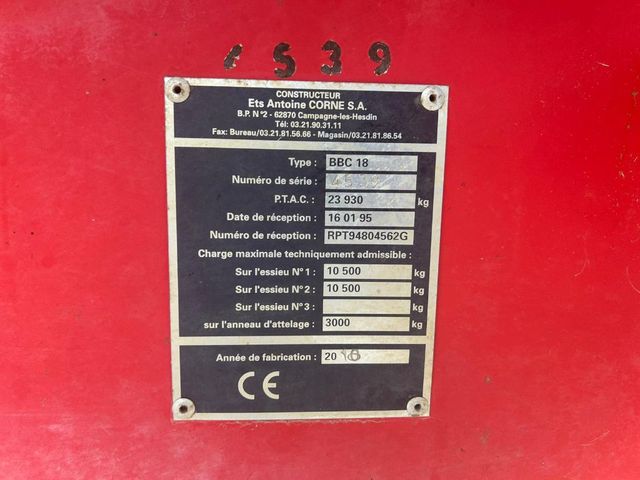 4539
CONSTRUCTEUR
Ets Antoine CORNE S.A.
B.P. N°2 - 62870 Campagne-les-Hesdin
Tél: 03.21.90.31.11
Fax: Bureau/03.21.81.56.66 - Magasin/03.21.81.86.54
Type : BBC 18
Numéro de série :
P.T.A.C. : 23 930 kg
Date de réception : 16 01 95
Numéro de réception : RPT94804562G
Charge maximale techniquement admissible :
Sur l'essieu N°1 : 10 500 kg
Sur l'essieu N°2 : 10 500 kg
Sur l'essieu N°3 : kg
sur l'anneau d'attelage : 3000 kg
Année de fabrication : 20
CE